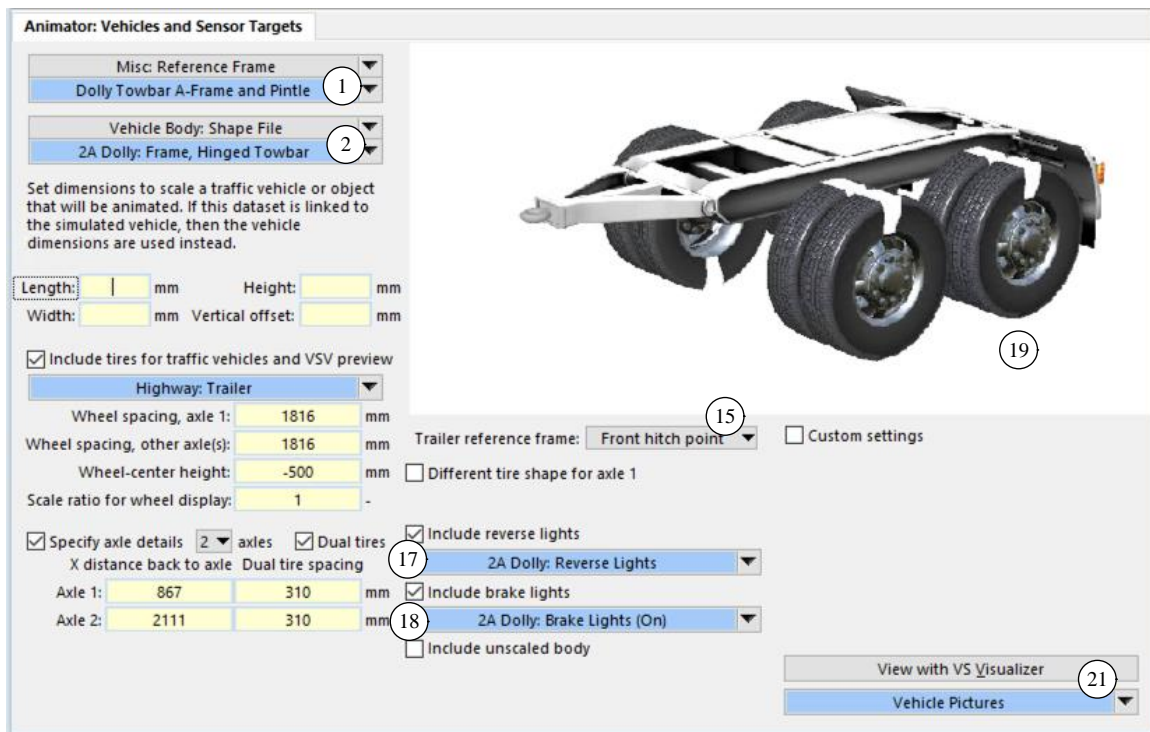 Animator: Vehicles and Sensor Targets
Misc: Reference Frame
Dolly Towbar A-Frame and Pintle
1
Vehicle Body: Shape File
2A Dolly: Frame, Hinged Towbar
2
Set dimensions to scale a traffic vehicle or object
that will be animated. If this dataset is linked to
the simulated vehicle, then the vehicle
dimensions are used instead.
Length: mm Height: mm
Width: mm Vertical offset: mm
Include tires for traffic vehicles and VSV preview
Highway: Trailer
Wheel spacing, axle 1: 1816 mm
Wheel spacing, other axle(s): 1816 mm
Wheel-center height: -500 mm
Scale ratio for wheel display: 1 -
Specify axle details 2 axles Dual tires
X distance back to axle Dual tire spacing
Axle 1: 867 310 mm
Axle 2: 2111 310 mm
19
15
Trailer reference frame: Front hitch point
Custom settings
Different tire shape for axle 1
Include reverse lights
17
2A Dolly: Reverse Lights
Include brake lights
18
2A Dolly: Brake Lights (On)
Include unscaled body
View with VS Visualizer
21
Vehicle Pictures